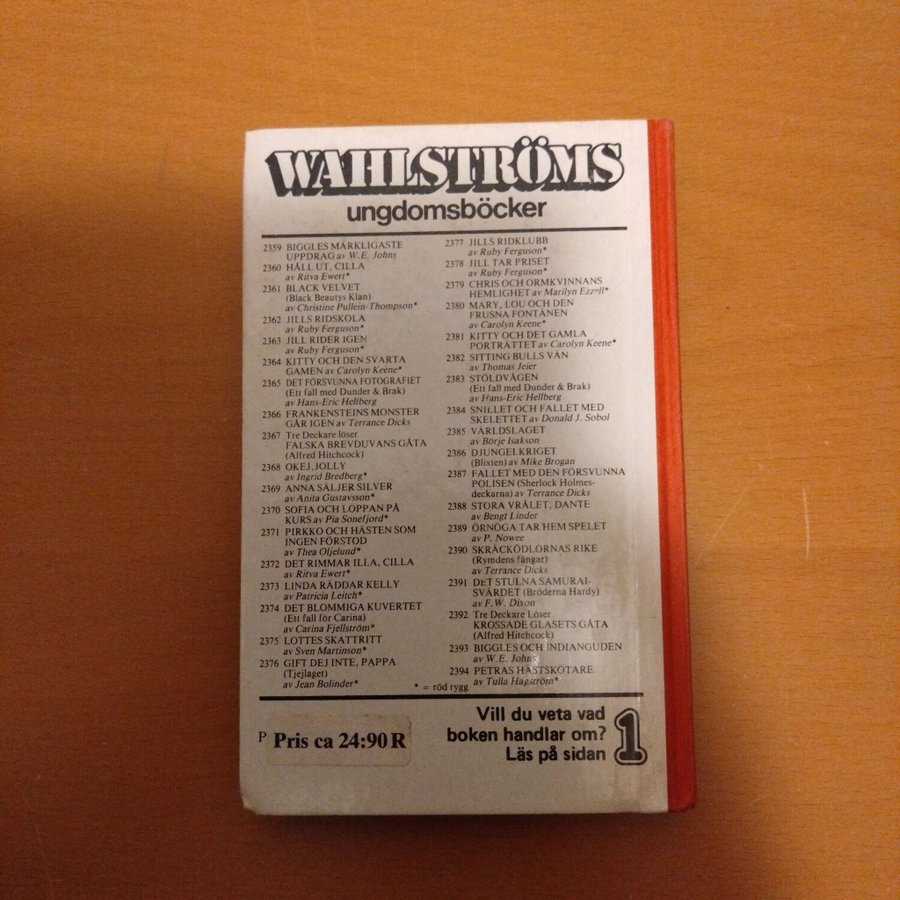 WAHLSTRÖMS
ungdomsböcker
2359 BIGGLES MÄRKLIGASTE
UPPDRAG av W.E. Johns
2360 HÅLL UT, CILLA
av Ritva Ewert*
2361 BLACK VELVET
(Black Beautys Klan)
av Christine Pullein-Thompson*
2362 JILLS RIDSKOLA
av Ruby Ferguson*
2363 JILL RIDER IGEN
av Ruby Ferguson*
2364 KITTY OCH DEN SVARTA
GAMEN av Carolyn Keene*
2365 DET FÖRSVUNNA FOTOGRAFIET
(Ett fall med Dunder & Brak)
av Hans-Eric Hellberg
2366 FRANKENSTEINS MONSTER
GÅR IGEN av Terrance Dicks
2367 Tre Deckare löser
FALSKA BREVDUVANS GÅTA
(Alfred Hitchcock)
2368 OKEJ, JOLLY
av Ingrid Bredberg*
2369 ANNA SÄLJER SILVER
av Anita Gustavsson*
2370 SOFIA OCH LOPPAN PÅ
KURS av Pia Sonefjord*
2371 PIRKKO OCH HÄSTEN SOM
INGEN FÖRSTOD
av Thea Oljelund*
2372 DET RIMMAR ILLA, CILLA
av Ritva Ewert*
2373 LINDA RÄDDAR KELLY
av Patricia Leitch*
2374 DET BLOMMIGA KUVERTET
(Ett fall för Carina)
av Carina Fjellström*
2375 LOTTES SKATTRITT
av Sven Martinson*
2376 GIFT DEJ INTE, PAPPA
(Tjejlaget)
av Jean Bolinder*
2377 JILLS RIDKLUBB
av Ruby Ferguson*
2378 JILL TAR PRISET
av Ruby Ferguson*
2379 CHRIS OCH ORMKVINNANS
HEMLIGHET av Marilyn Ezzell*
2380 MARY, LOU OCH DEN
FRUSNA FONTÄNEN
av Carolyn Keene*
2381 KITTY OCH DET GAMLA
PORTRÄTTET av Carolyn Keene*
2382 SITTING BULLS VÄN
av Thomas Jeier
2383 STÖLDVÅGEN
(Ett fall med Dunder & Brak)
av Hans-Eric Hellberg
2384 SNILLET OCH FALLET MED
SKELETTET av Donald J. Sobol
2385 VÄRLDSLAGET
av Börje Isakson
2386 DJUNGELKRIGET
(Blixten) av Mike Brogan
2387 FALLET MED DEN FÖRSVUNNA
POLISEN (Sherlock Holmes-
deckarna) av Terrance Dicks
2388 STORA VRÅLET, DANTE
av Bengt Linder
2389 ÖRNÖGA TAR HEM SPELET
av P. Nowee
2390 SKRÄCKÖDLORNAS RIKE
(Rymdens fångar)
av Terrance Dicks
2391 DET STULNA SAMURAI-
SVÄRDET (Bröderna Hardy)
av F.W. Dixon
2392 Tre Deckare Löser
KROSSADE GLASETS GÅTA
(Alfred Hitchcock)
2393 BIGGLES OCH INDIANGUDEN
av W.E. Johns
2394 PETRAS HÄSTSKÖTARE
av Tulla Hagström*
* = röd rygg
P Pris ca 24:90 R
Vill du veta vad
boken handlar om?
Läs på sidan 1